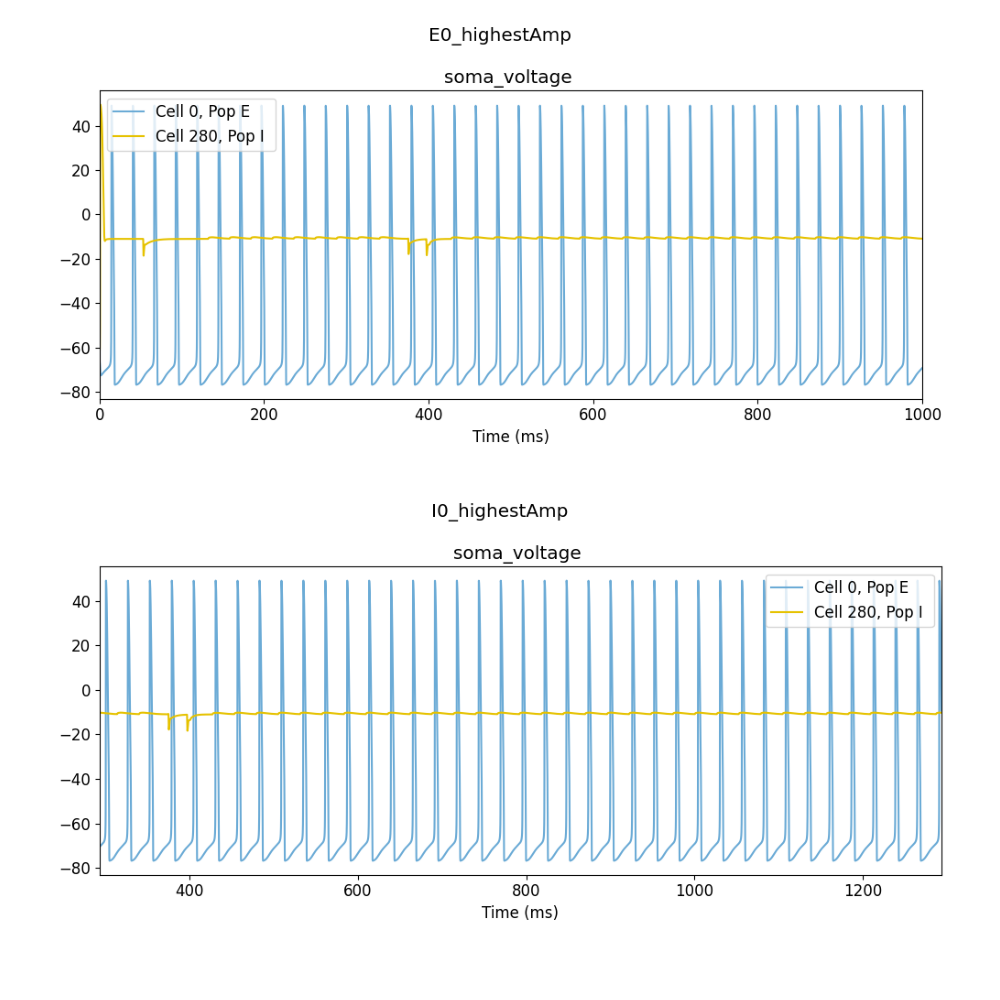 E0_highestAmp
soma_voltage
Cell 0, Pop E
Cell 280, Pop I
40
20
0
−20
−40
−60
−80
0 200 400 600 800 1000
Time (ms)
I0_highestAmp
soma_voltage
Cell 0, Pop E
Cell 280, Pop I
40
20
0
−20
−40
−60
−80
400 600 800 1000 1200
Time (ms)